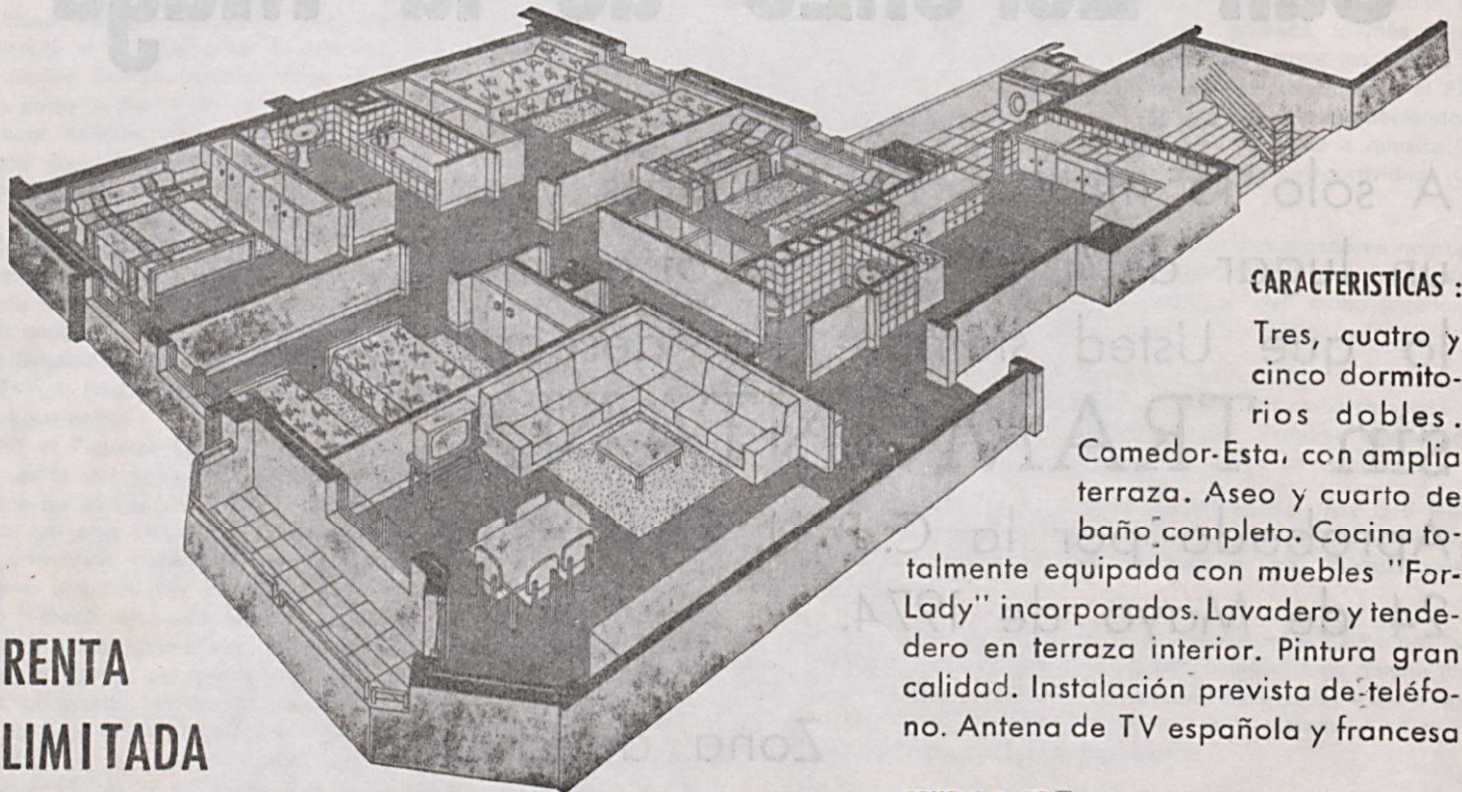 CARACTERISTICAS :
Tres, cuatro y
cinco dormito-
rios dobles.
Comedor-Esta, con amplia
terraza. Aseo y cuarto de
baño completo. Cocina to-
talmente equipada con muebles "For-
Lady" incorporados. Lavadero y tende-
dero en terraza interior. Pintura gran
calidad. Instalación prevista de teléfo-
no. Antena de TV española y francesa
RENTA
LIMITADA